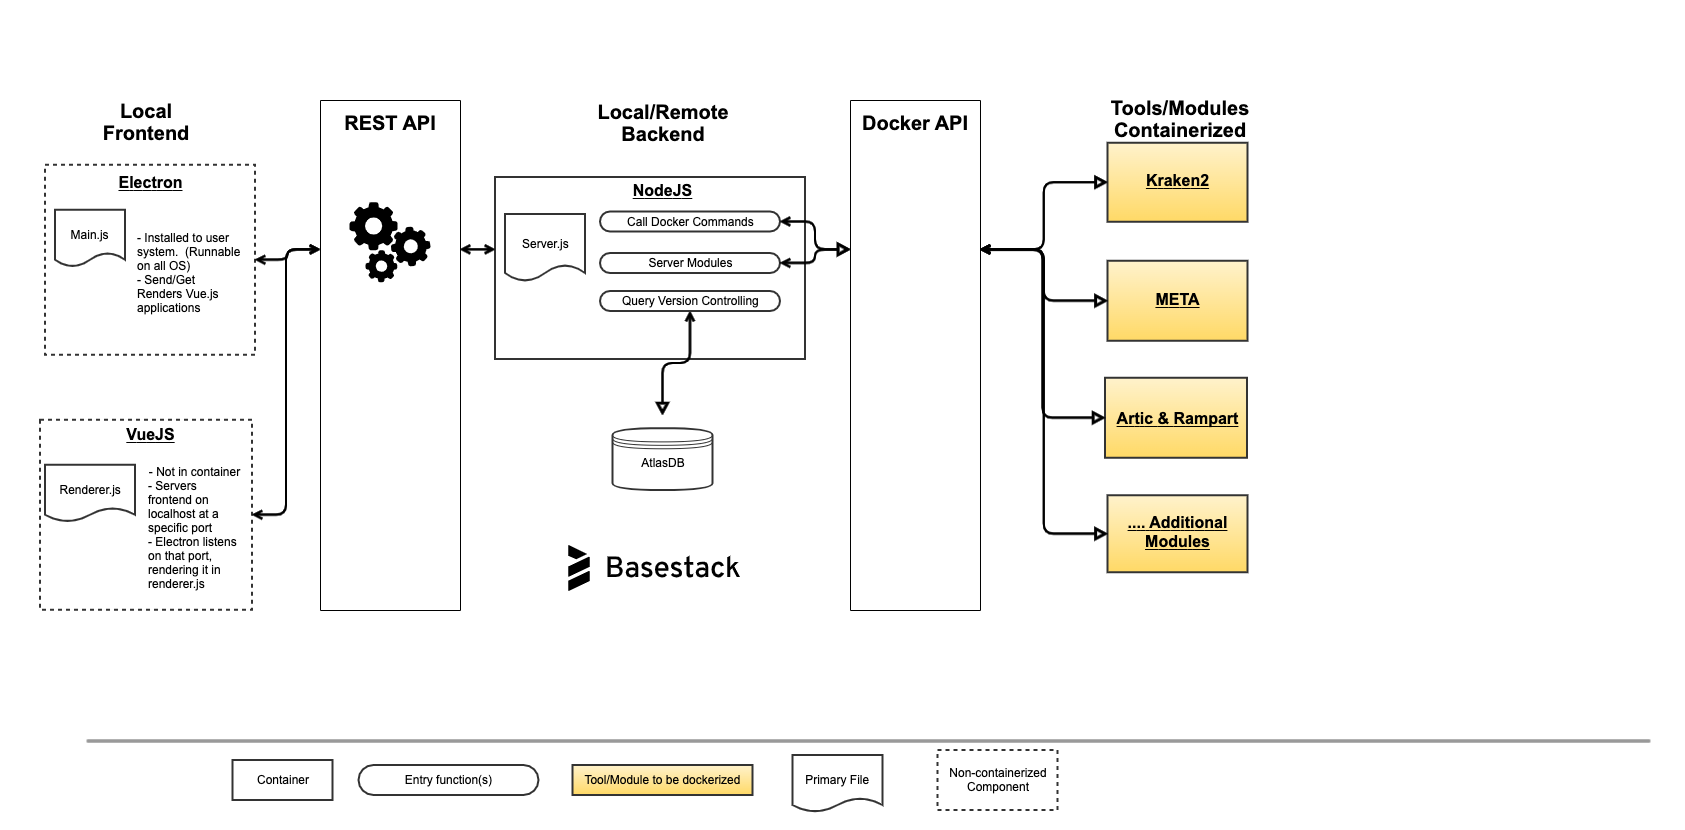 Local
Frontend
Electron
Main.js
- Installed to user
system.  (Runnable
on all OS)
- Send/Get
Renders Vue.js
applications
VueJS
Renderer.js
- Not in container
- Servers
frontend on
localhost at a
specific port
- Electron listens
on that port,
rendering it in
renderer.js
REST API
Local/Remote
Backend
NodeJS
Server.js
Call Docker Commands
Server Modules
Query Version Controlling
AtlasDB
Basestack
Docker API
Tools/Modules
Containerized
Kraken2
META
Artic & Rampart
.... Additional
Modules
Container
Entry function(s)
Tool/Module to be dockerized
Primary File
Non-containerized
Component